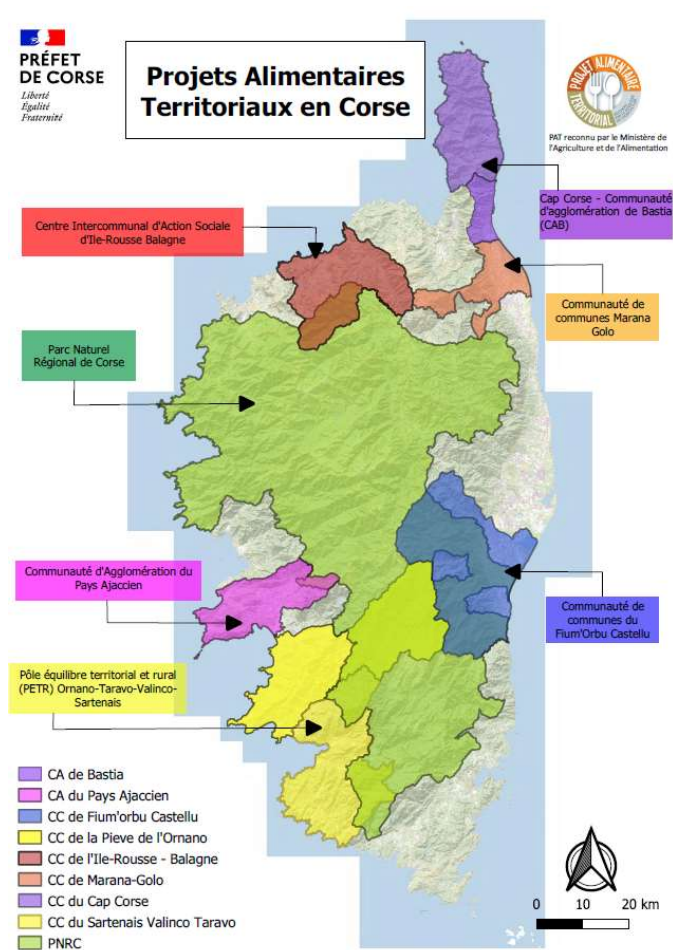 PRÉFET
DE CORSE
Liberté
Égalité
Fraternité
Projets Alimentaires
Territoriaux en Corse
PROJET ALIMENTAIRE
TERRITORIAL
PAT reconnu par le Ministère de
l'Agriculture et de l'Alimentation
Cap Corse - Communauté
d'agglomération de Bastia
(CAB)
Centre Intercommunal d'Action Sociale
d'Ile-Rousse Balagne
Communauté de
communes Marana
Golo
Parc Naturel
Régional de Corse
Communauté d'Agglomération du
Pays Ajaccien
Communauté de
communes du
Fium'Orbu Castellu
Pôle équilibre territorial et rural
(PETR) Ornano-Taravo-Valinco-
Sartenais
CA de Bastia
CA du Pays Ajaccien
CC de Fium'orbu Castellu
CC de la Pieve de l'Ornano
CC de l'Ile-Rousse - Balagne
CC de Marana-Golo
CC du Cap Corse
CC du Sartenais Valinco Taravo
PNRC
0 10 20 km